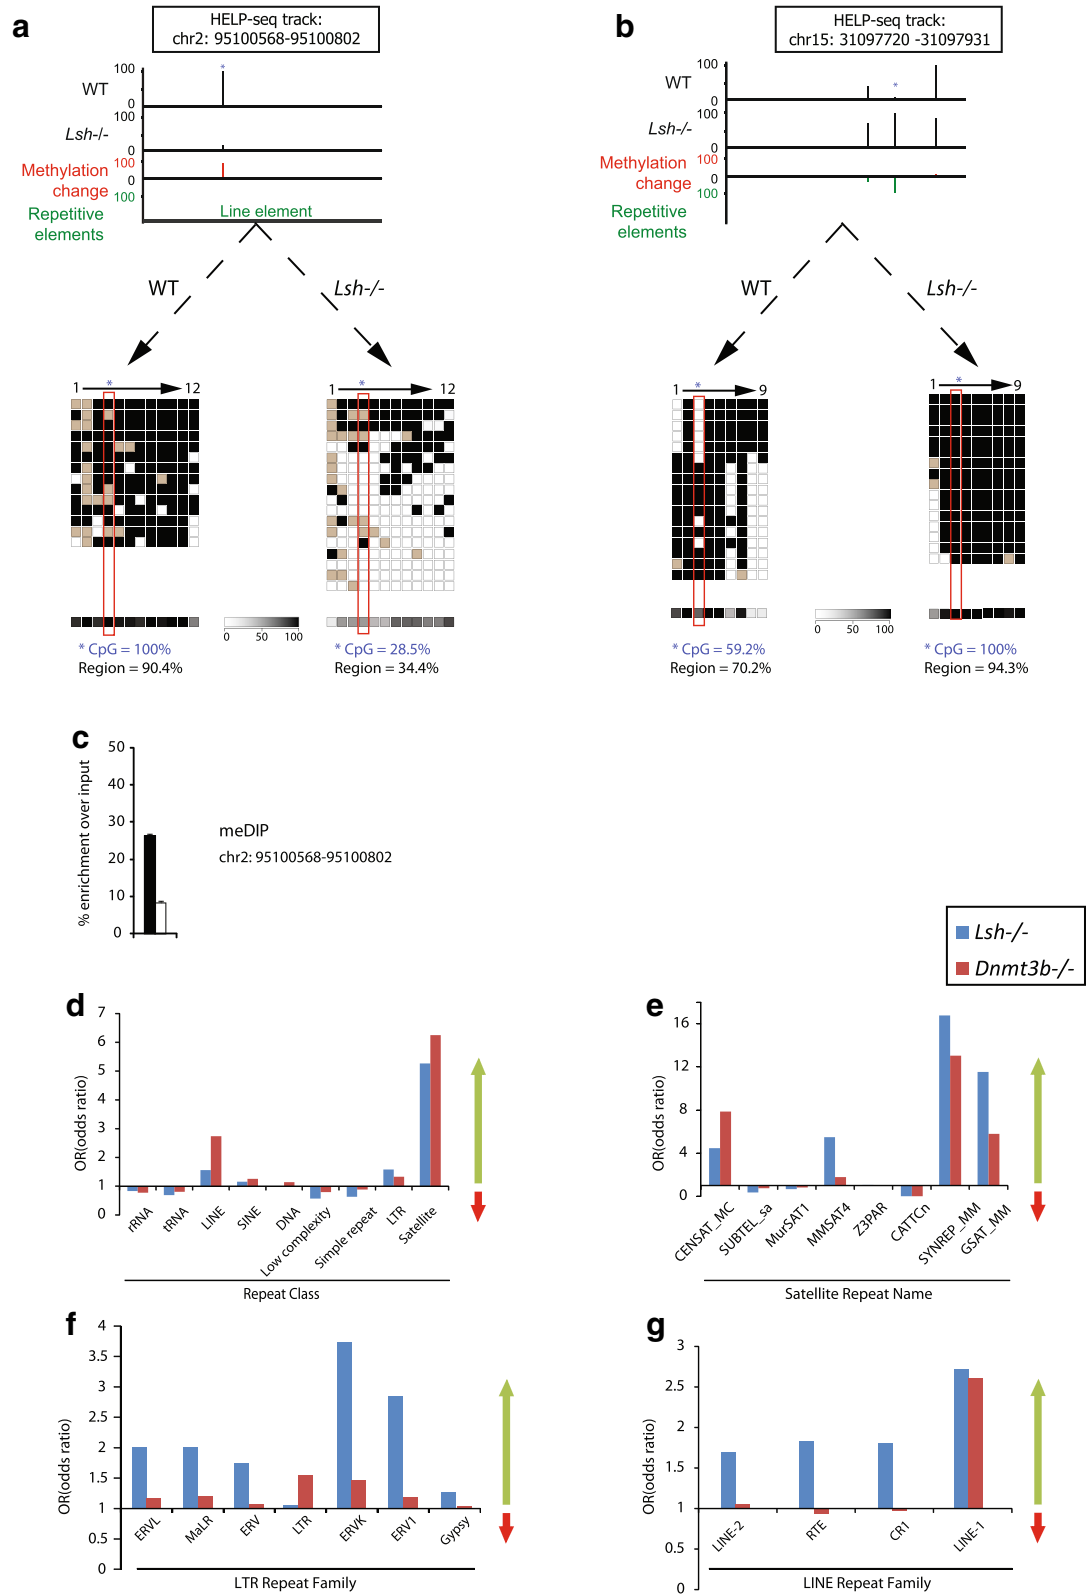 a
HELP-seq track:
chr2: 95100568-95100802
WT
100
0
Lsh-/-
100
0
Methylation
change
100
0
100
Repetitive
elements
Line element
WT
Lsh-/-
1
*
12
1
*
12
0
50
100
* CpG = 100%
Region = 90.4%
* CpG = 28.5%
Region = 34.4%
b
HELP-seq track:
chr15: 31097720 -31097931
WT
100
0
*
Lsh-/-
100
0
Methylation
change
100
0
100
Repetitive
elements
WT
Lsh-/-
1
*
9
1
*
9
0
50
100
* CpG = 59.2%
Region = 70.2%
* CpG = 100%
Region = 94.3%
c
% enrichment over input
50
40
30
20
10
0
meDIP
chr2: 95100568-95100802
Lsh-/-
Dnmt3b-/-
d
OR(odds ratio)
7
6
5
4
3
2
1
0
rRNA
tRNA
LINE
SINE
DNA
Low complexity
Simple repeat
LTR
Satellite
Repeat Class
e
OR(odds ratio)
16
12
8
4
1
0
CENSAT_MC
SUBTEL_sa
MurSAT1
MMSAT4
Z3PAR
CATTCn
SYNREP_MM
GSAT_MM
Satellite Repeat Name
f
OR(odds ratio)
4
3.5
3
2.5
2
1.5
1
0.5
0
ERVL
MaLR
ERV
LTR
ERVK
ERV1
Gypsy
LTR Repeat Family
g
OR(odds ratio)
3
2.5
2
1.5
1
0.5
0
LINE-2
RTE
CR1
LINE-1
LINE Repeat Family